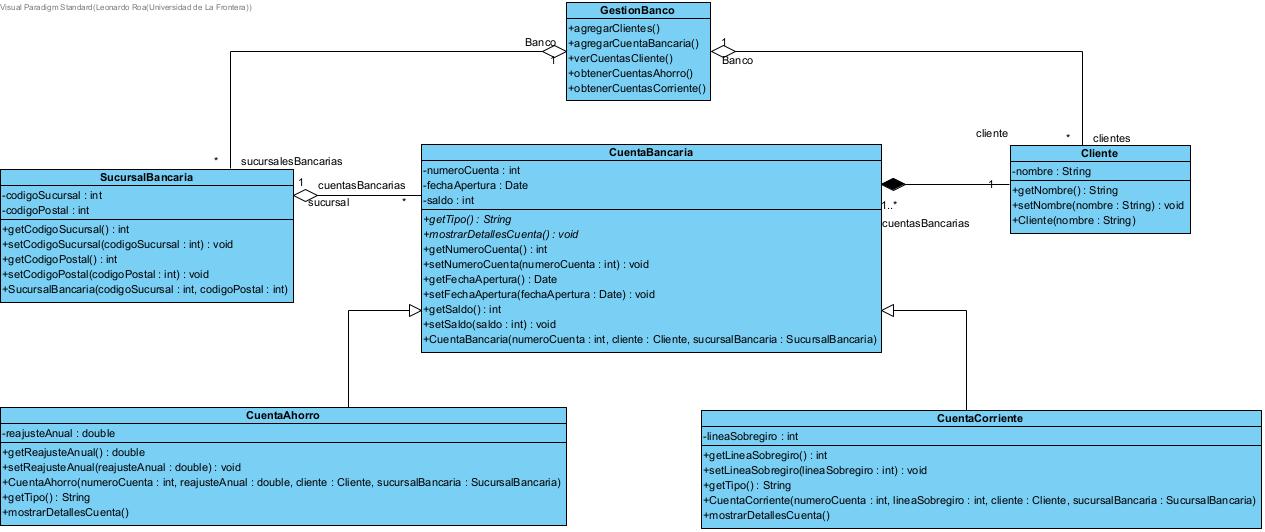 Visual Paradigm Standard(Leonardo Roa(Universidad de La Frontera))
GestionBanco
+agregarClientes()
+agregarCuentaBancaria()
+verCuentasCliente()
+obtenerCuentasAhorro()
+obtenerCuentasCorriente()
Banco
1
1
Banco
*
sucursalesBancarias
cliente
*
clientes
SucursalBancaria
-codigoSucursal : int
-codigoPostal : int
+getCodigoSucursal() : int
+setCodigoSucursal(codigoSucursal : int) : void
+getCodigoPostal() : int
+setCodigoPostal(codigoPostal : int) : void
+SucursalBancaria(codigoSucursal : int, codigoPostal : int)
1
cuentasBancarias
sucursal
*
CuentaBancaria
-numeroCuenta : int
-fechaApertura : Date
-saldo : int
+getTipo() : String
+mostrarDetallesCuenta() : void
+getNumeroCuenta() : int
+setNumeroCuenta(numeroCuenta : int) : void
+getFechaApertura() : Date
+setFechaApertura(fechaApertura : Date) : void
+getSaldo() : int
+setSaldo(saldo : int) : void
+CuentaBancaria(numeroCuenta : int, cliente : Cliente, sucursalBancaria : SucursalBancaria)
1
1..*
cuentasBancarias
Cliente
-nombre : String
+getNombre() : String
+setNombre(nombre : String) : void
+Cliente(nombre : String)
CuentaAhorro
-reajusteAnual : double
+getReajusteAnual() : double
+setReajusteAnual(reajusteAnual : double) : void
+CuentaAhorro(numeroCuenta : int, reajusteAnual : double, cliente : Cliente, sucursalBancaria : SucursalBancaria)
+getTipo() : String
+mostrarDetallesCuenta()
CuentaCorriente
-lineaSobregiro : int
+getLineaSobregiro() : int
+setLineaSobregiro(lineaSobregiro : int) : void
+getTipo() : String
+CuentaCorriente(numeroCuenta : int, lineaSobregiro : int, cliente : Cliente, sucursalBancaria : SucursalBancaria)
+mostrarDetallesCuenta()